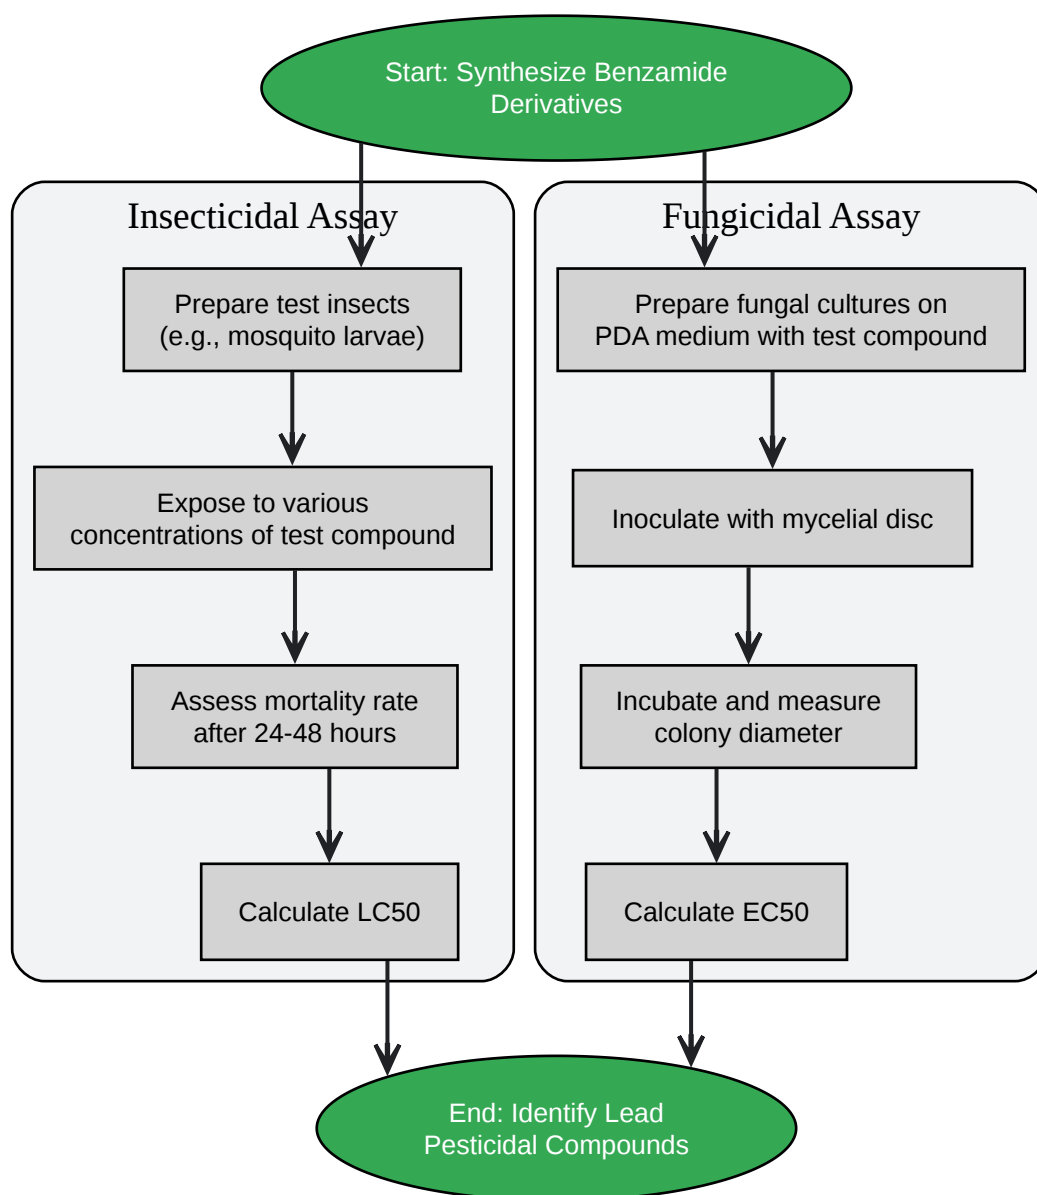 Start: Synthesize Benzamide
Derivatives
Insecticidal Assay
Prepare test insects
(e.g., mosquito larvae)
Expose to various
concentrations of test compound
Assess mortality rate
after 24-48 hours
Calculate LC50
Fungicidal Assay
Prepare fungal cultures on
PDA medium with test compound
Inoculate with mycelial disc
Incubate and measure
colony diameter
Calculate EC50
End: Identify Lead
Pesticidal Compounds